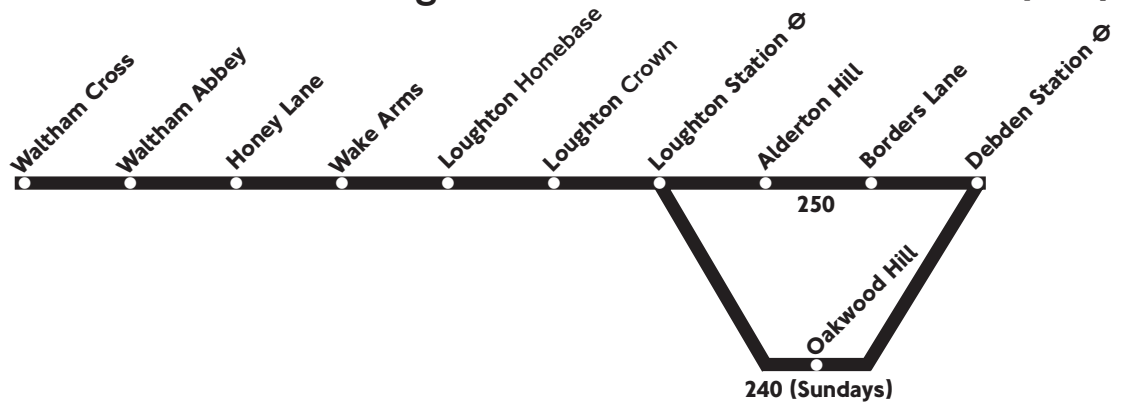 Waltham Cross
Waltham Abbey
Honey Lane
Wake Arms
Loughton Homebase
Loughton Crown
Loughton Station
Alderton Hill
Borders Lane
Debden Station
250
Oakwood Hill
240 (Sundays)